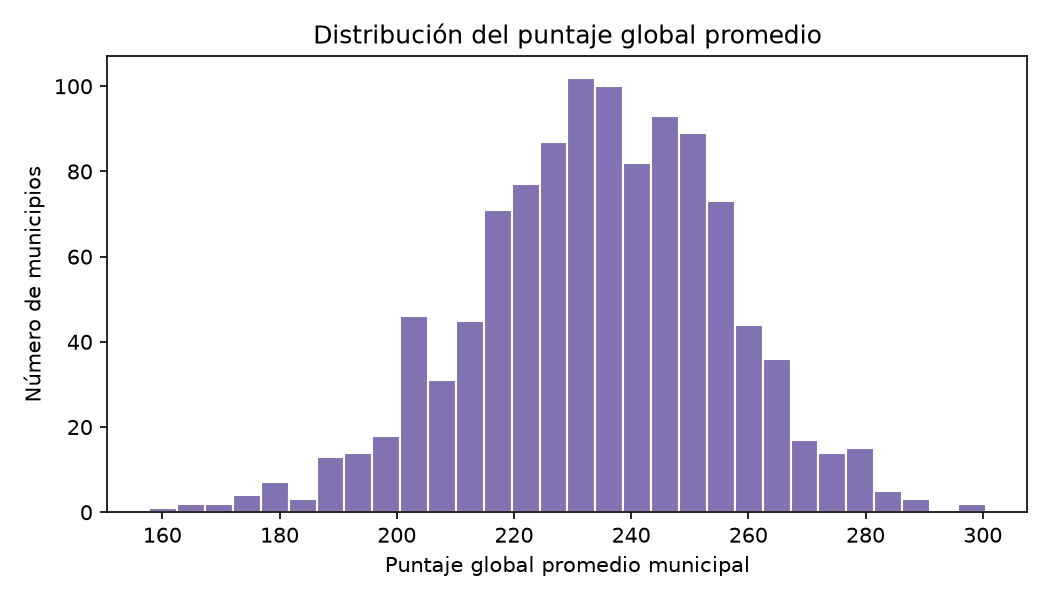 Distribución del puntaje global promedio
100
80
60
40
20
0
Número de municipios
160 180 200 220 240 260 280 300
Puntaje global promedio municipal